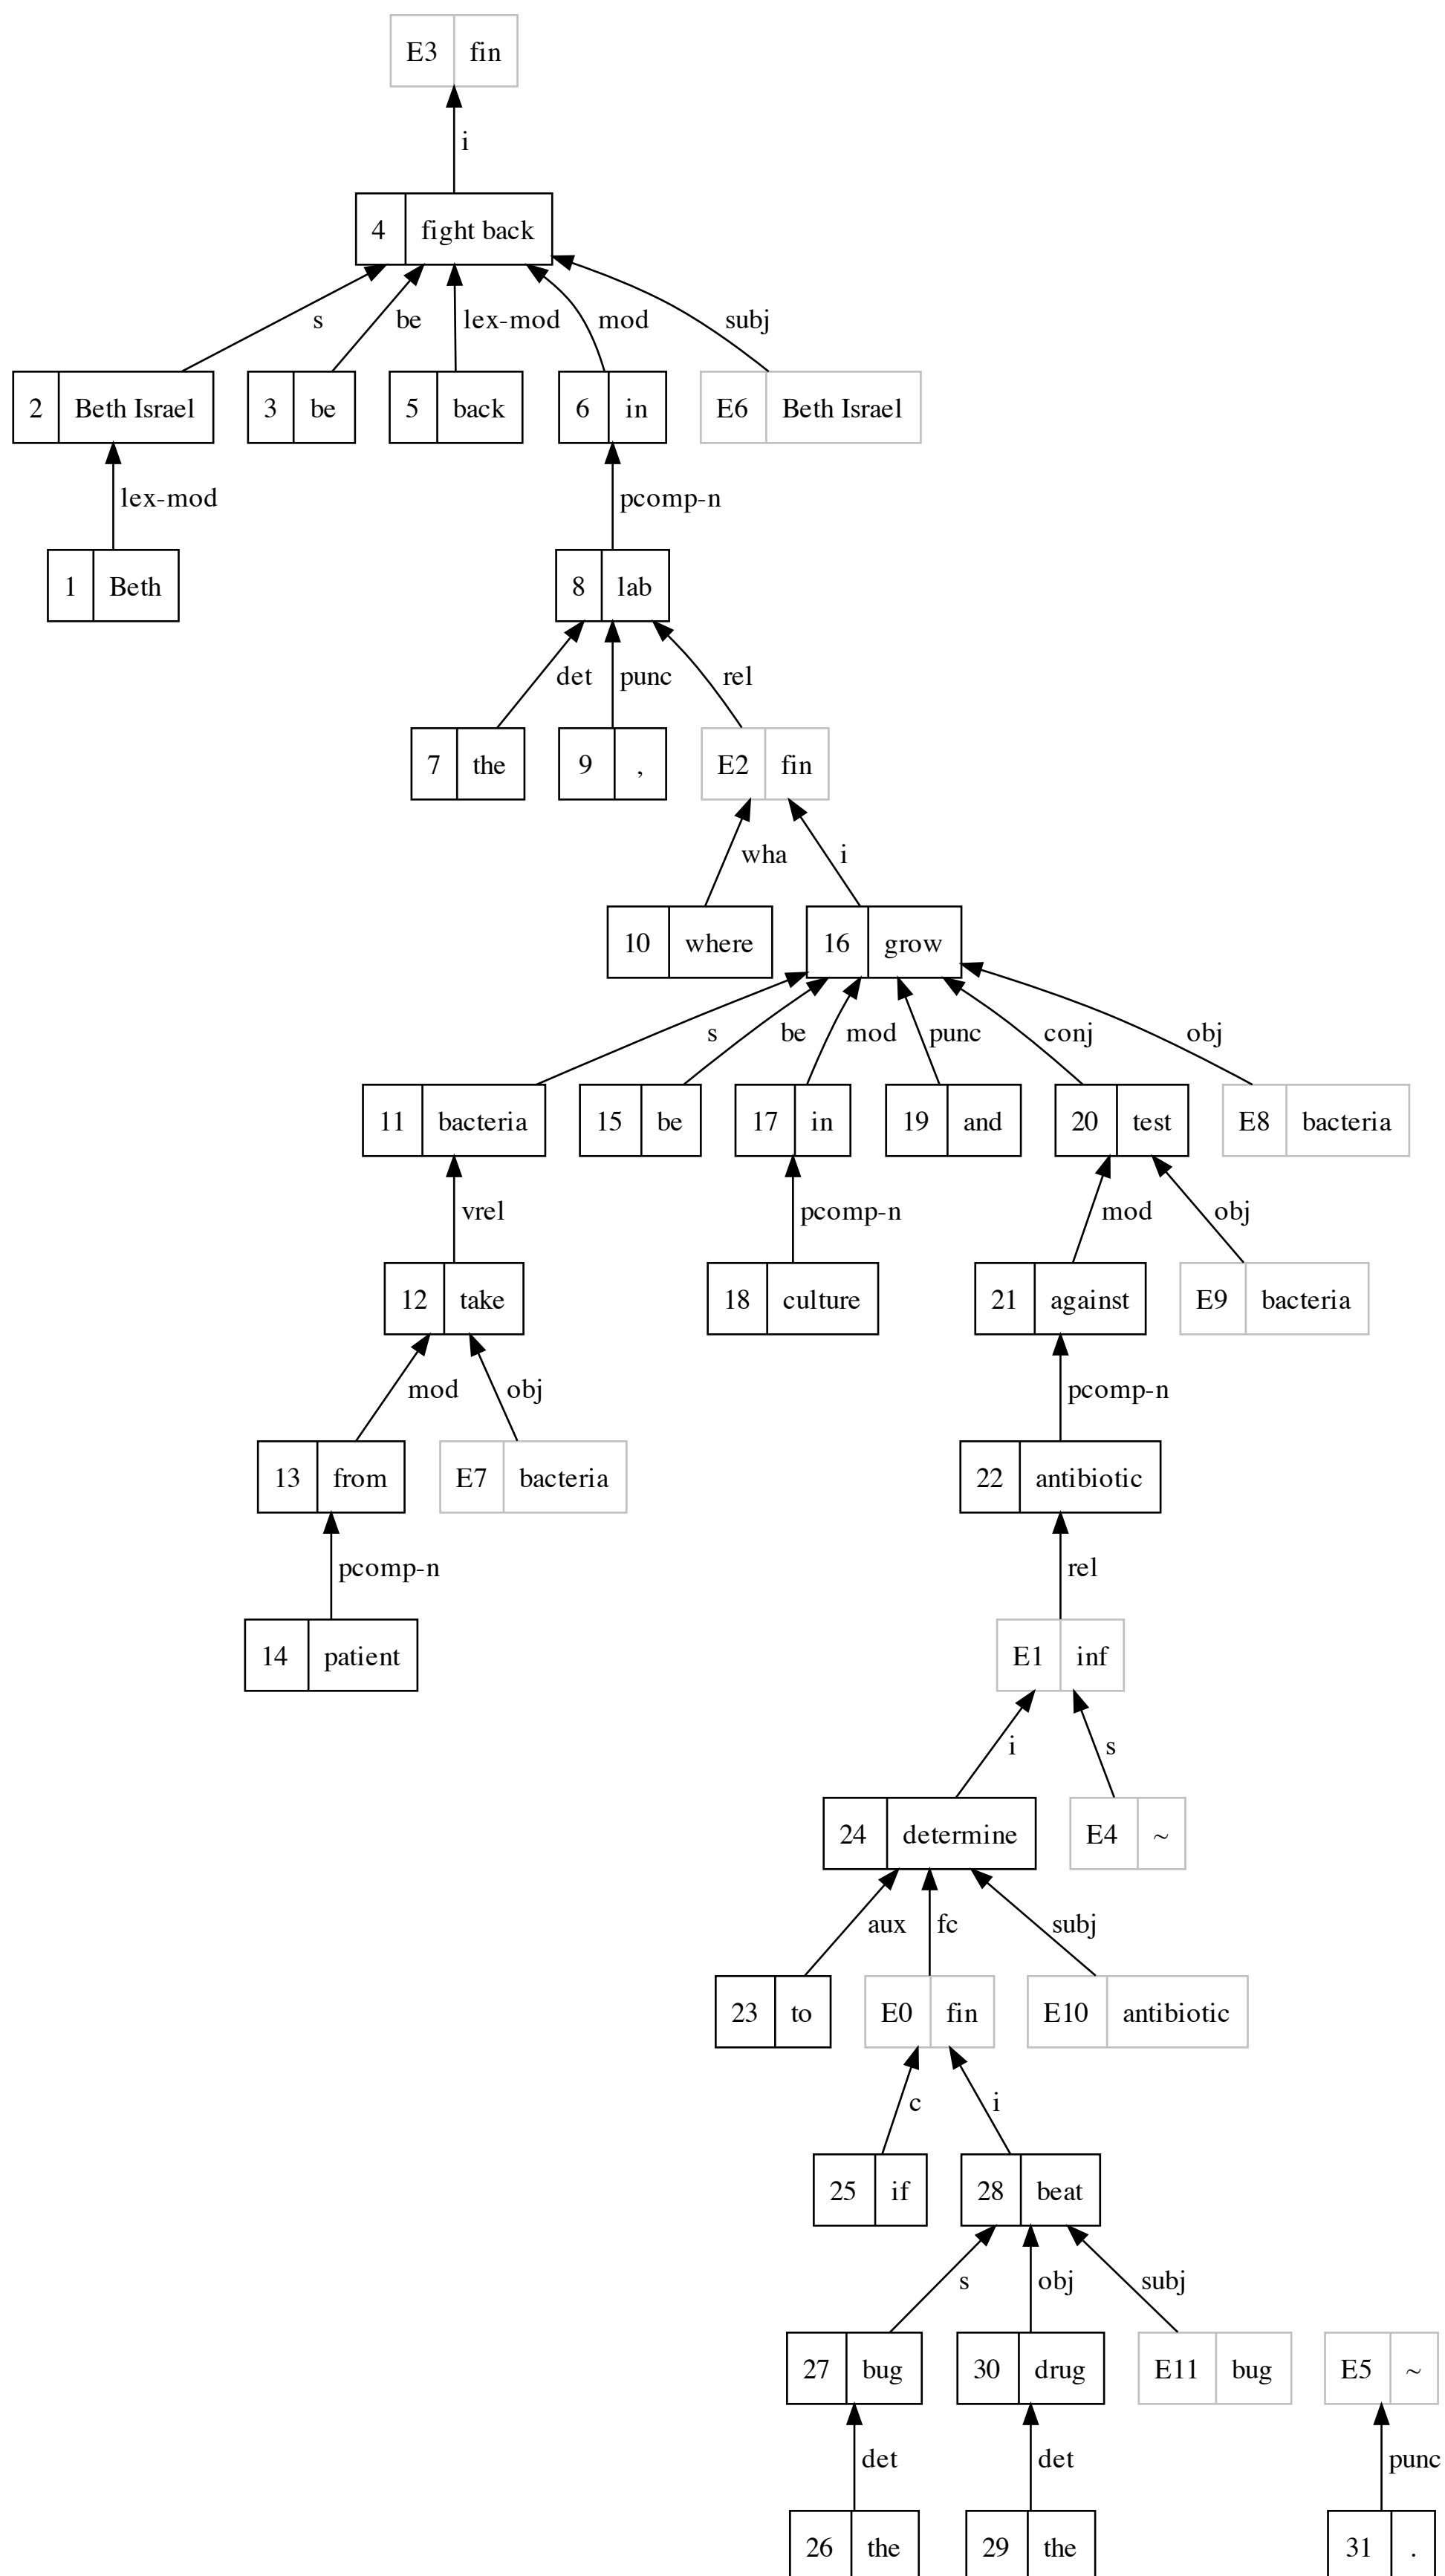 E3 fin
i
4 fight back
s be lex-mod mod subj
2 Beth Israel 3 be 5 back 6 in E6 Beth Israel
lex-mod pcomp-n
1 Beth 8 lab
det punc rel
7 the 9 , E2 fin
wha i
10 where 16 grow
s be mod punc conj obj
11 bacteria 15 be 17 in 19 and 20 test E8 bacteria
vrel pcomp-n mod obj
12 take 18 culture 21 against E9 bacteria
mod obj pcomp-n
13 from E7 bacteria 22 antibiotic
pcomp-n rel
14 patient E1 inf
i s
24 determine E4 ~
aux fc subj
23 to E0 fin E10 antibiotic
c i
25 if 28 beat
s obj subj
27 bug 30 drug E11 bug E5 ~
det det punc
26 the 29 the 31 .